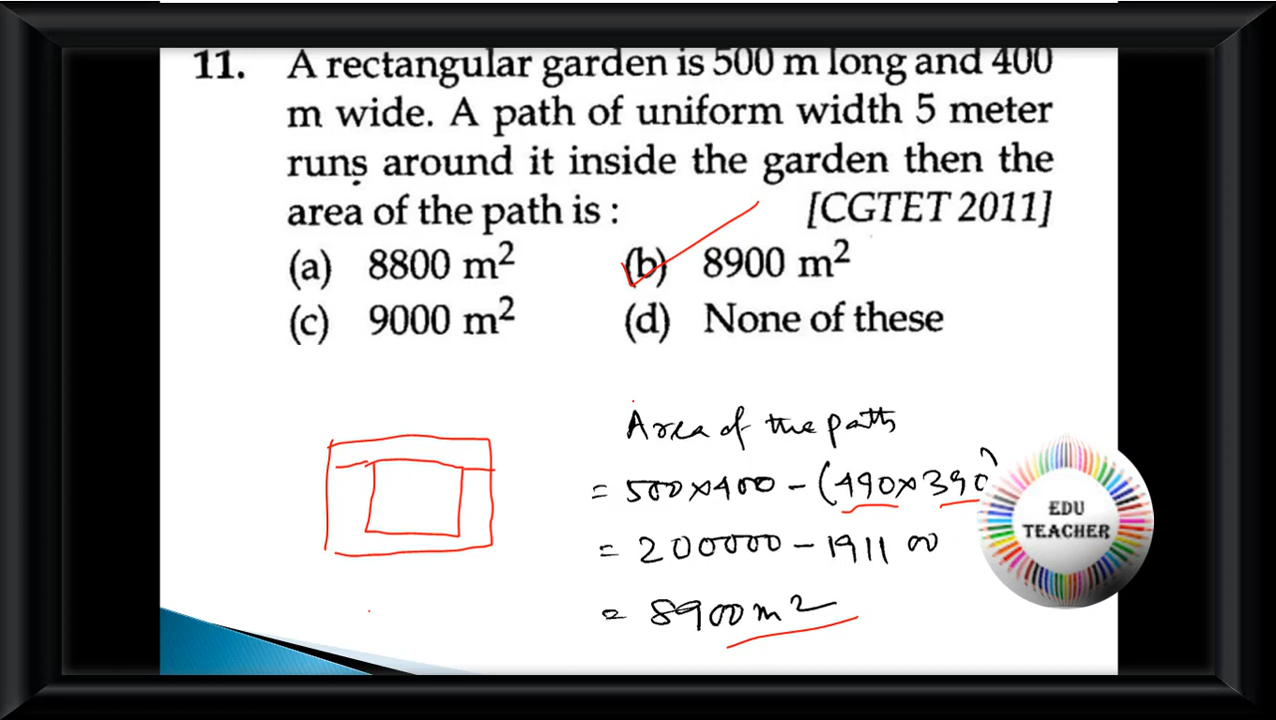 11. A rectangular garden is 500 m long and 400
m wide. A path of uniform width 5 meter
runs around it inside the garden then the
area of the path is : [CGTET 2011]
(a) 8800 m² (b) 8900 m²
(c) 9000 m² (d) None of these
Area of the path
= 500×400 - (490×390)
= 200000 - 191100
= 8900 m2
EDU
TEACHER